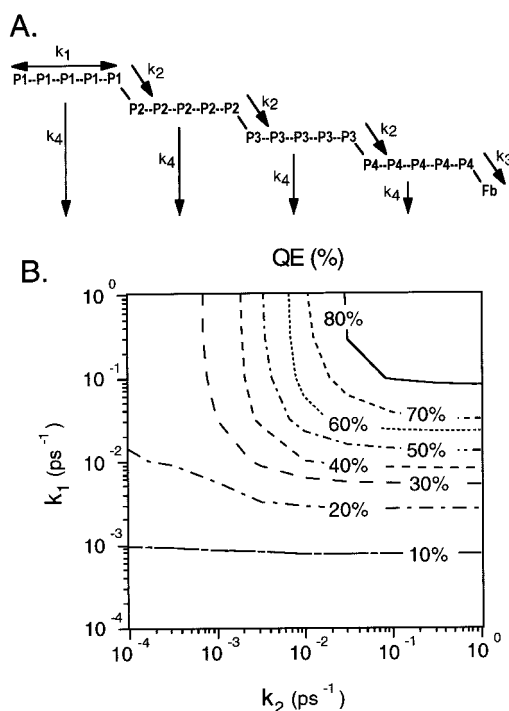 A.
k1
P1--P1--P1--P1--P1
k2
P2--P2--P2--P2--P2
k2
P3--P3--P3--P3--P3
k2
P4--P4--P4--P4--P4
k3
Fb
k4
k4
k4
k4
B.
QE (%)
10^0
80%
10^-1
70%
60%
50%
k1 (ps^-1)
10^-2
40%
30%
20%
10^-3
10%
10^-4
10^-4 10^-3 10^-2 10^-1 10^0
k2 (ps^-1)